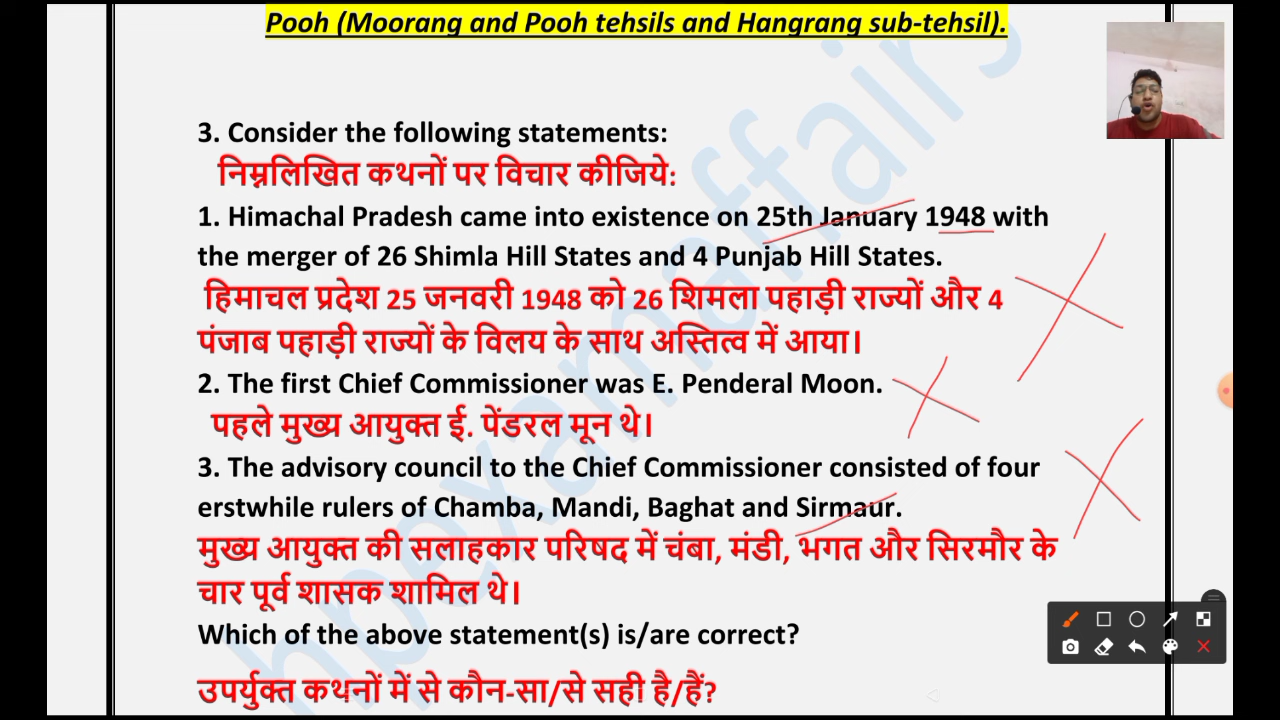 Pooh (Moorang and Pooh tehsils and Hangrang sub-tehsil).
3. Consider the following statements:
निम्नलिखित कथनों पर विचार कीजिये:
1. Himachal Pradesh came into existence on 25th January 1948 with
the merger of 26 Shimla Hill States and 4 Punjab Hill States.
हिमाचल प्रदेश 25 जनवरी 1948 को 26 शिमला पहाड़ी राज्यों और 4
पंजाब पहाड़ी राज्यों के विलय के साथ अस्तित्व में आया।
2. The first Chief Commissioner was E. Penderal Moon.
पहले मुख्य आयुक्त ई. पेंडरल मून थे।
3. The advisory council to the Chief Commissioner consisted of four
erstwhile rulers of Chamba, Mandi, Baghat and Sirmaur.
मुख्य आयुक्त की सलाहकार परिषद में चंबा, मंडी, भगत और सिरमौर के
चार पूर्व शासक शामिल थे।
Which of the above statement(s) is/are correct?
उपर्युक्त कथनों में से कौन-सा/से सही है/हैं?
hpexamaffairs